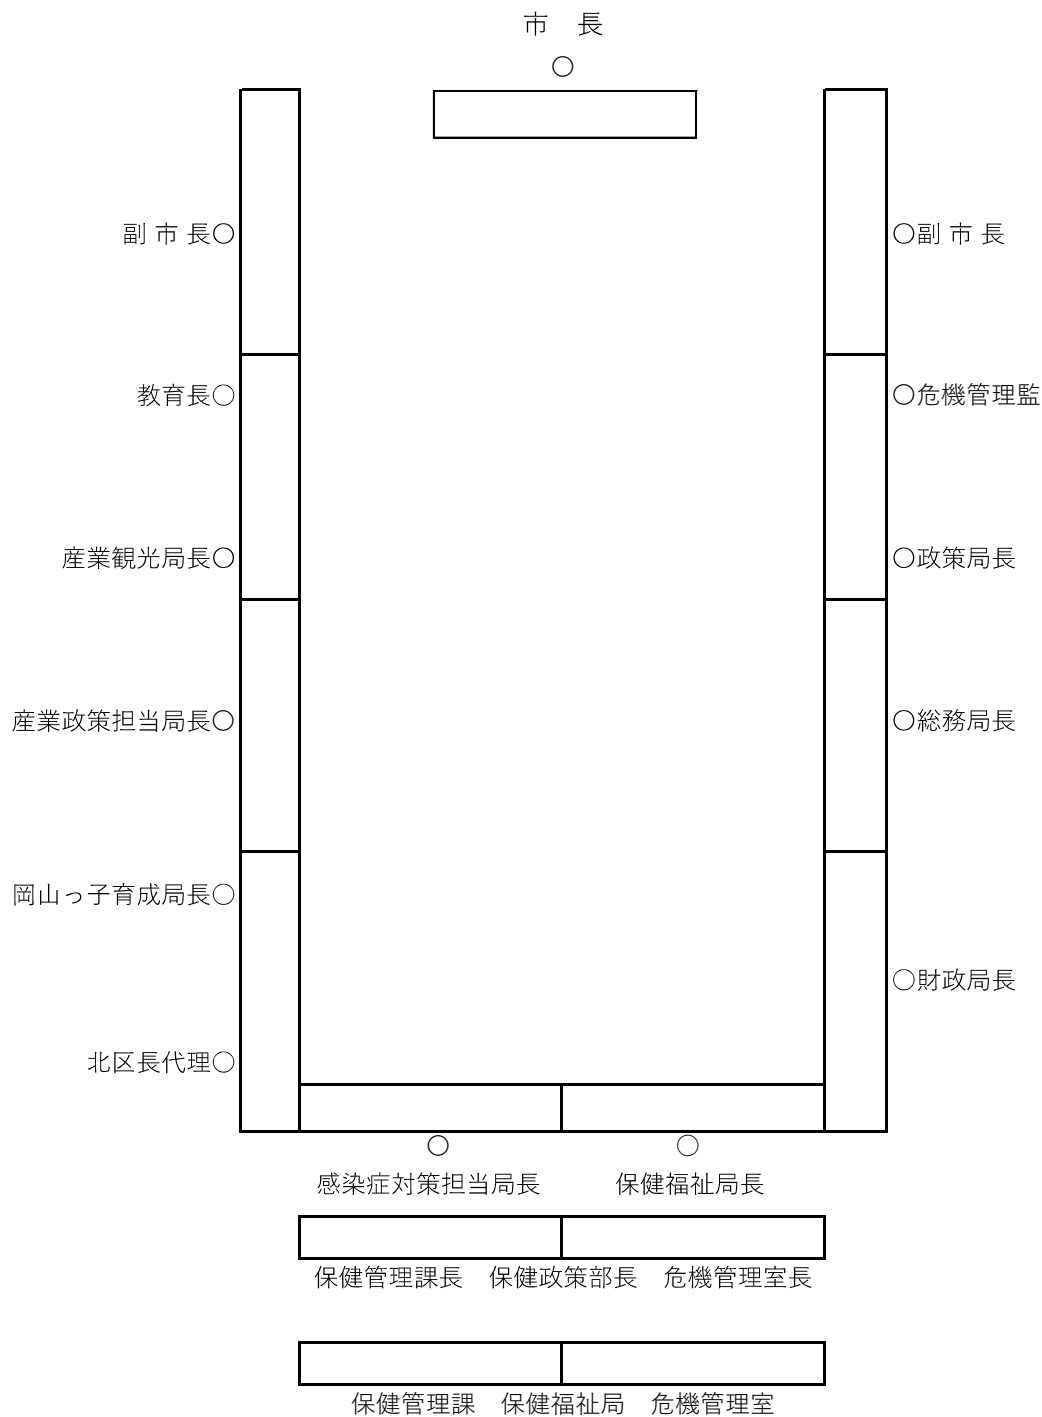 市　長
○
副 市 長○
○副 市 長
教育長○
○危機管理監
産業観光局長○
○政策局長
産業政策担当局長○
○総務局長
岡山っ子育成局長○
○財政局長
北区長代理○
○　○
感染症対策担当局長　保健福祉局長
保健管理課長　保健政策部長　危機管理室長
保健管理課　保健福祉局　危機管理室